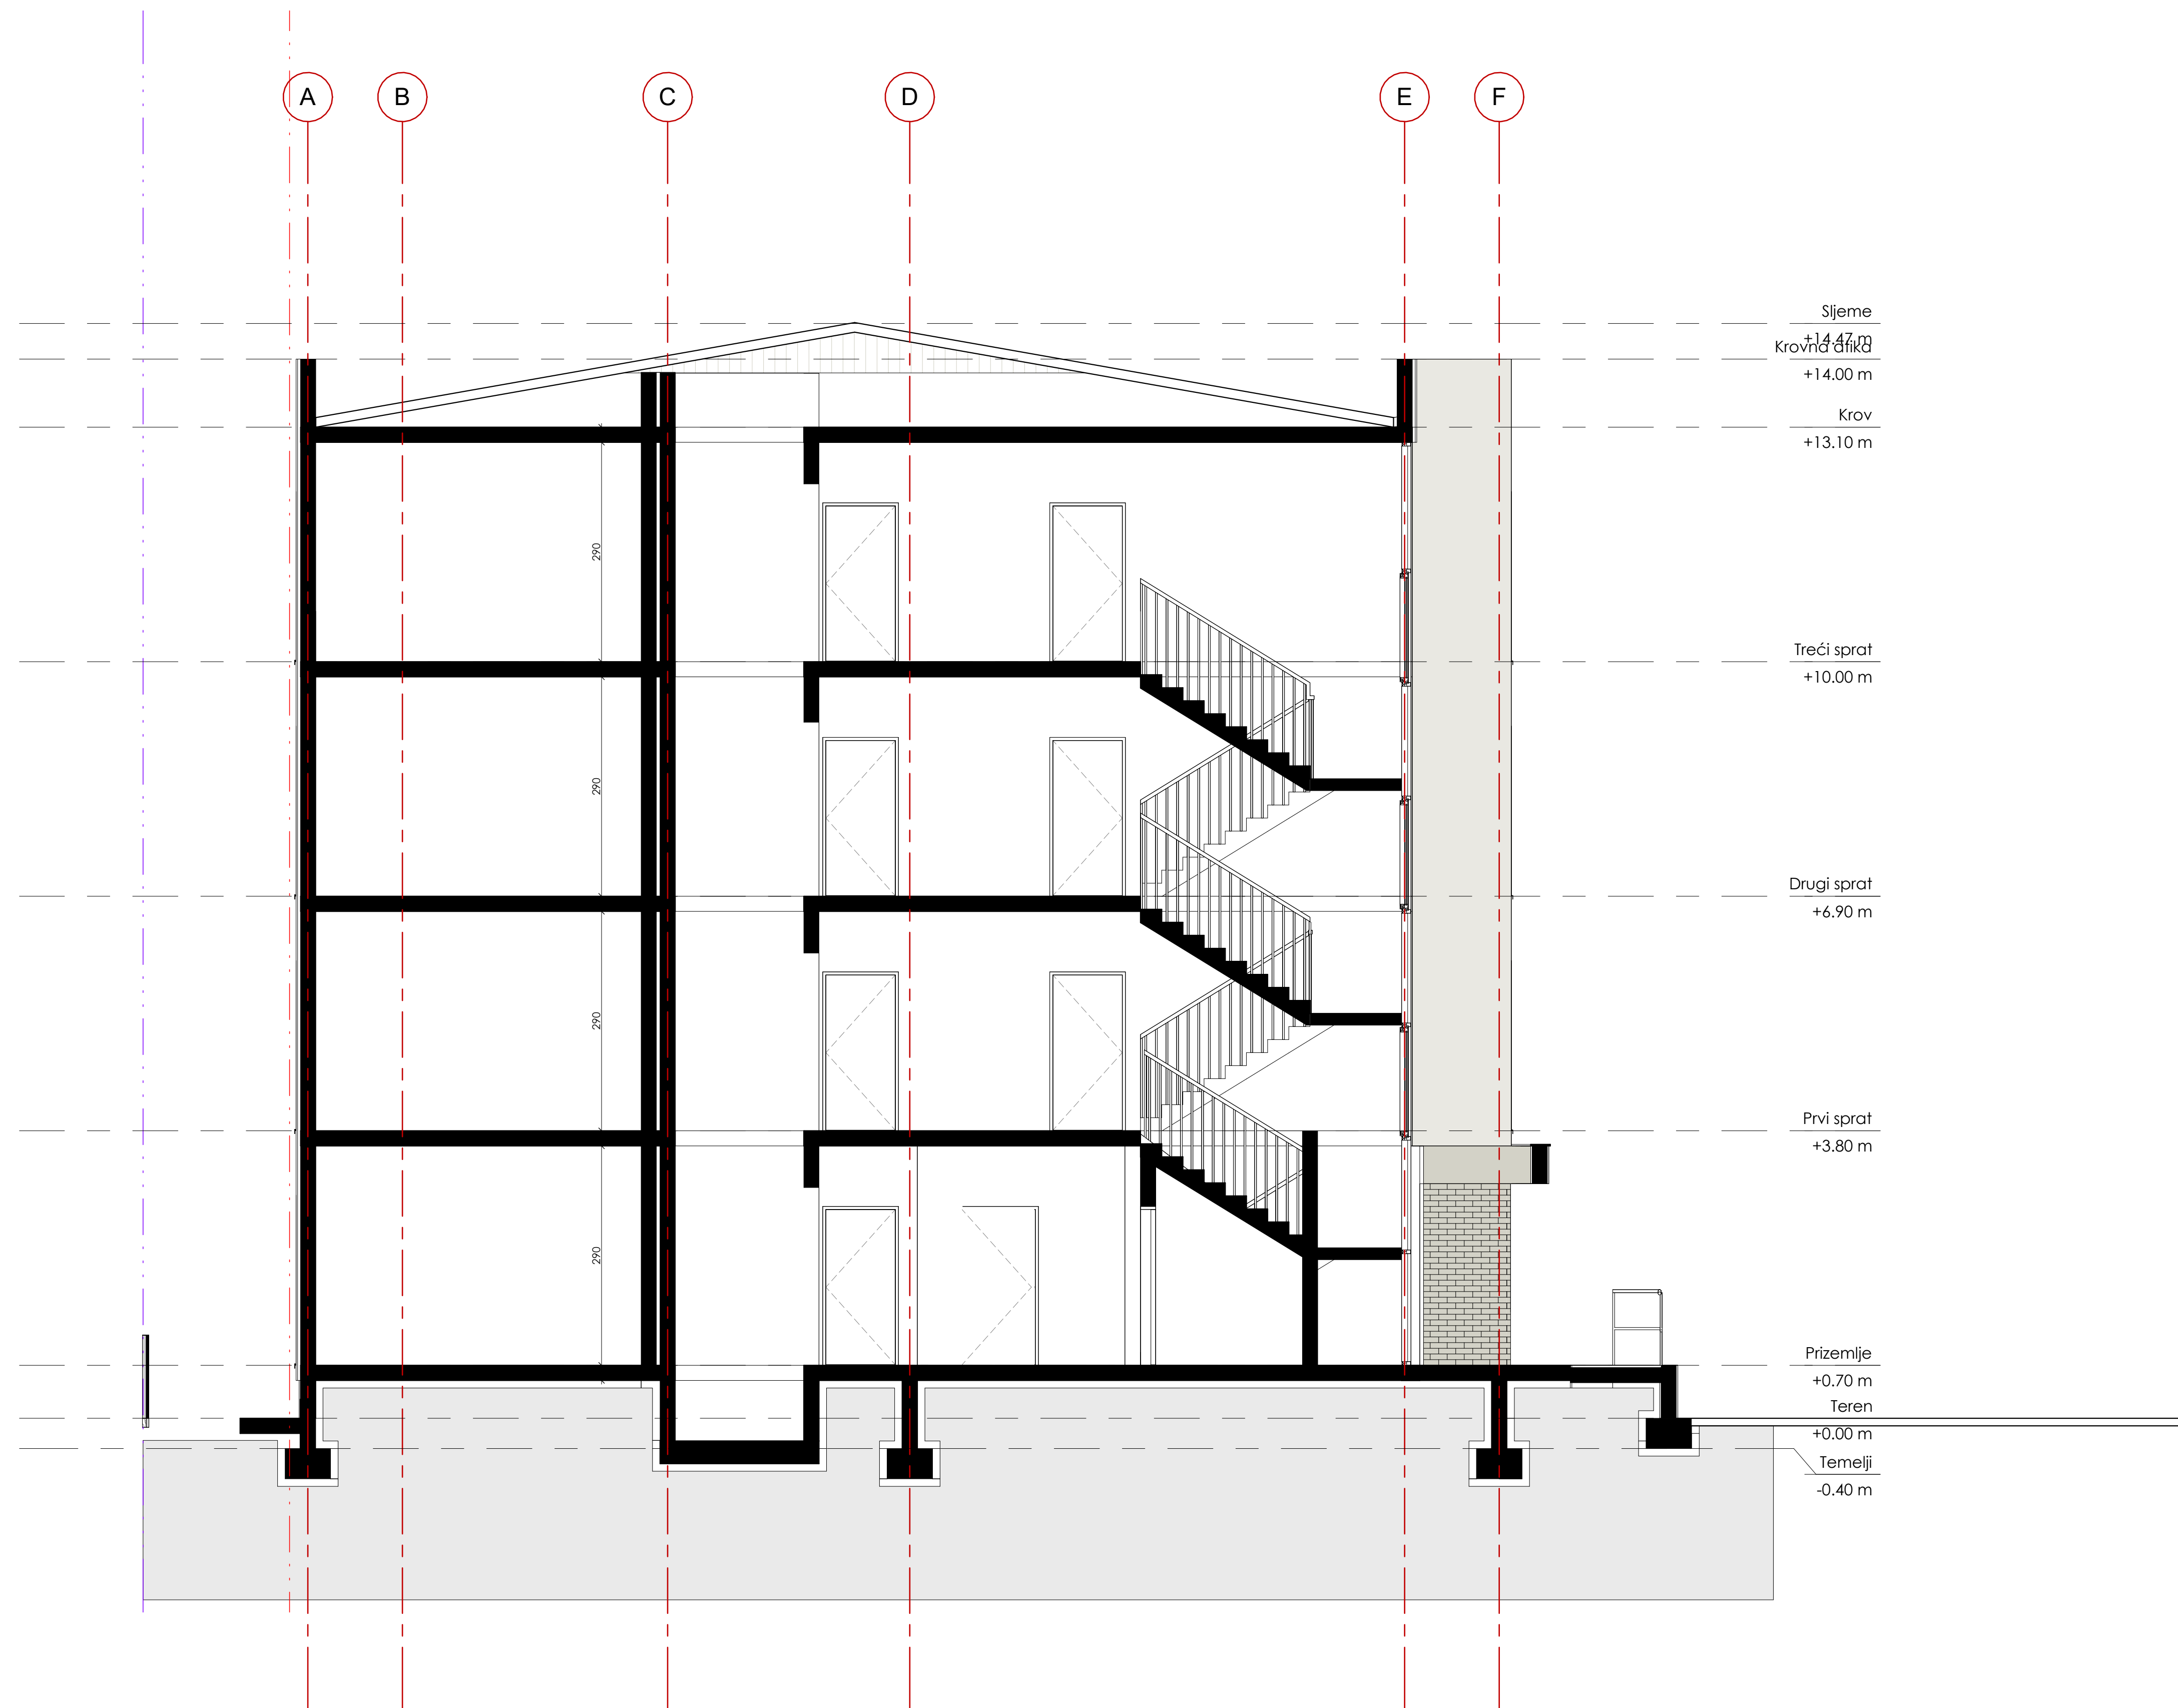 A B C D E F
Sljeme
+14.47 m
Krovna atika
+14.00 m
Krov
+13.10 m
290
Treći sprat
+10.00 m
290
Drugi sprat
+6.90 m
290
Prvi sprat
+3.80 m
290
Prizemlje
+0.70 m
Teren
+0.00 m
Temelji
-0.40 m